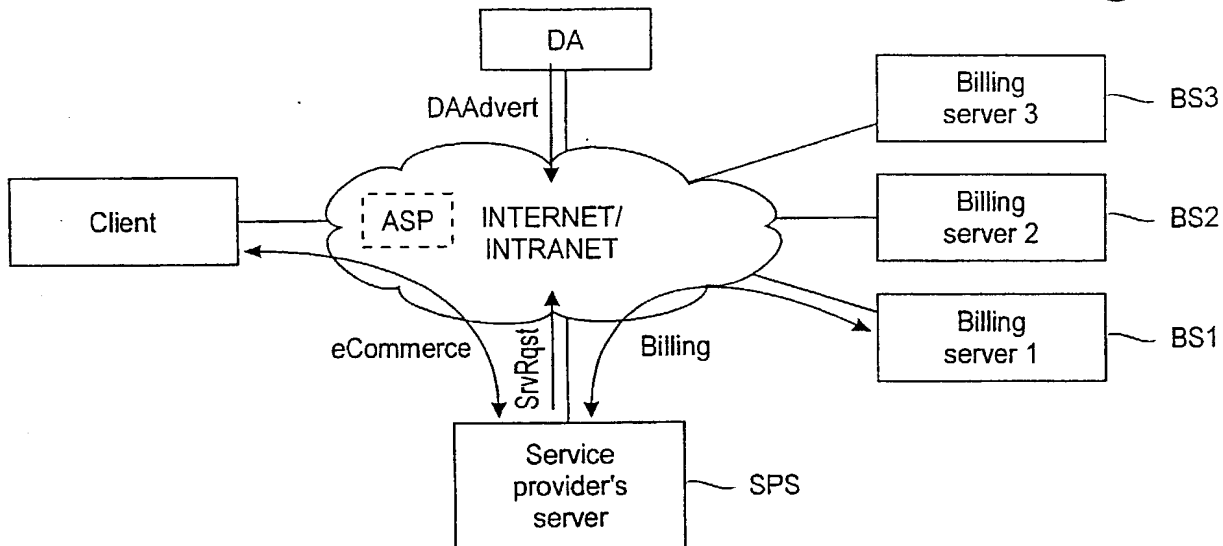 DA
DAAdvert
Billing
server 3
BS3
Client
ASP
INTERNET/
INTRANET
Billing
server 2
BS2
eCommerce
SrvRqst
Billing
Billing
server 1
BS1
Service
provider's
server
SPS